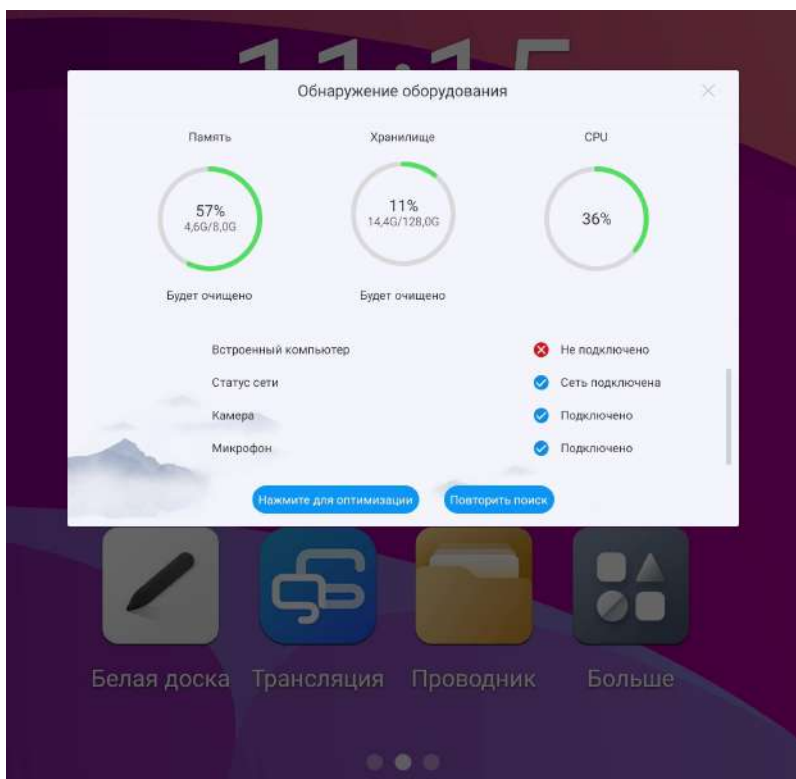 11:15
Обнаружение оборудования
Память
Хранилище
CPU
57%
4,6G/8,0G
11%
14,4G/128,0G
36%
Будет очищено
Будет очищено
Встроенный компьютер
Не подключено
Статус сети
Сеть подключена
Камера
Подключено
Микрофон
Подключено
Нажмите для оптимизации
Повторить поиск
Белая доска
Трансляция
Проводник
Больше